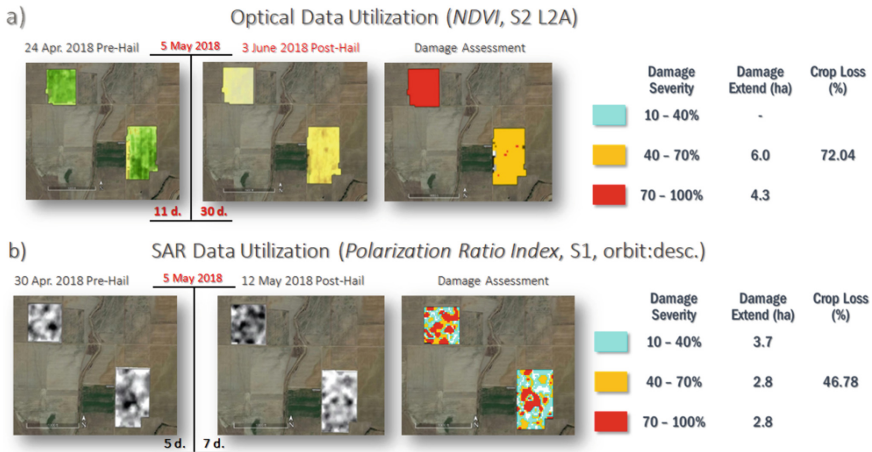 a)
Optical Data Utilization (NDVI, S2 L2A)
24 Apr. 2018 Pre-Hail
5 May 2018
3 June 2018 Post-Hail
Damage Assessment
11 d.
30 d.
Damage Severity
Damage Extend (ha)
Crop Loss (%)
10 – 40%
-
40 – 70%
6.0
72.04
70 – 100%
4.3
b)
SAR Data Utilization (Polarization Ratio Index, S1, orbit:desc.)
30 Apr. 2018 Pre-Hail
5 May 2018
12 May 2018 Post-Hail
Damage Assessment
5 d.
7 d.
Damage Severity
Damage Extend (ha)
Crop Loss (%)
10 – 40%
3.7
40 – 70%
2.8
46.78
70 – 100%
2.8